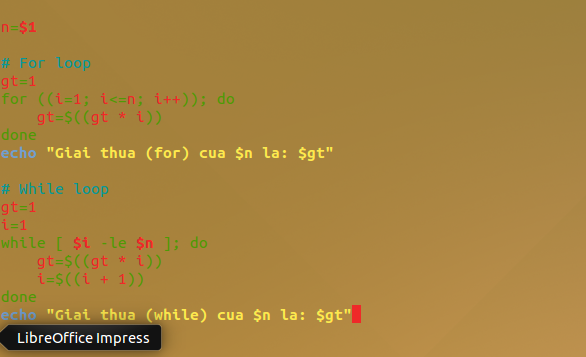 n=$1
# For loop
gt=1
for ((i=1; i<=n; i++)); do
    gt=$((gt * i))
done
echo "Giai thua (for) cua $n la: $gt"
# While loop
gt=1
i=1
while [ $i -le $n ]; do
    gt=$((gt * i))
    i=$((i + 1))
done
echo "Giai thua (while) cua $n la: $gt"
LibreOffice Impress